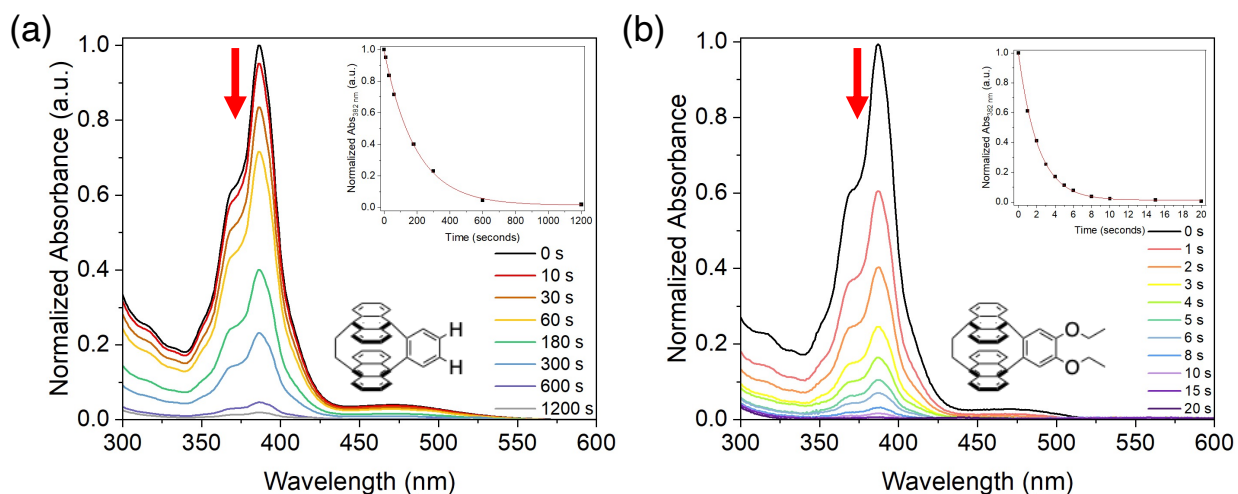 (a)
Normalized Absorbance (a.u.)
1.0
0.8
0.6
0.4
0.2
0.0
300 350 400 450 500 550 600
Wavelength (nm)
Normalized Abs382 nm (a.u.)
1.0
0.8
0.6
0.4
0.2
0.0
0 200 400 600 800 1000 1200
Time (seconds)
0 s
10 s
30 s
60 s
180 s
300 s
600 s
1200 s
H
H
(b)
Normalized Absorbance
1.0
0.8
0.6
0.4
0.2
0.0
300 350 400 450 500 550 600
Wavelength (nm)
Normalized Abs382 nm (a.u.)
1.0
0.8
0.6
0.4
0.2
0.0
0 2 4 6 8 10 12 14 16 18 20
Time (seconds)
0 s
1 s
2 s
3 s
4 s
5 s
6 s
8 s
10 s
15 s
20 s
O
O